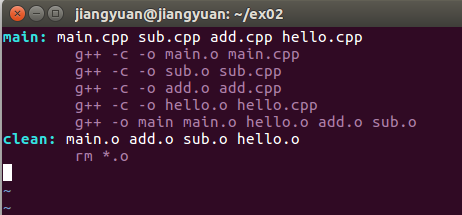 jiangyuan@jiangyuan: ~/ex02
main: main.cpp sub.cpp add.cpp hello.cpp
g++ -c -o main.o main.cpp
g++ -c -o sub.o sub.cpp
g++ -c -o add.o add.cpp
g++ -c -o hello.o hello.cpp
g++ -o main main.o hello.o add.o sub.o
clean: main.o add.o sub.o hello.o
rm *.o
~
~